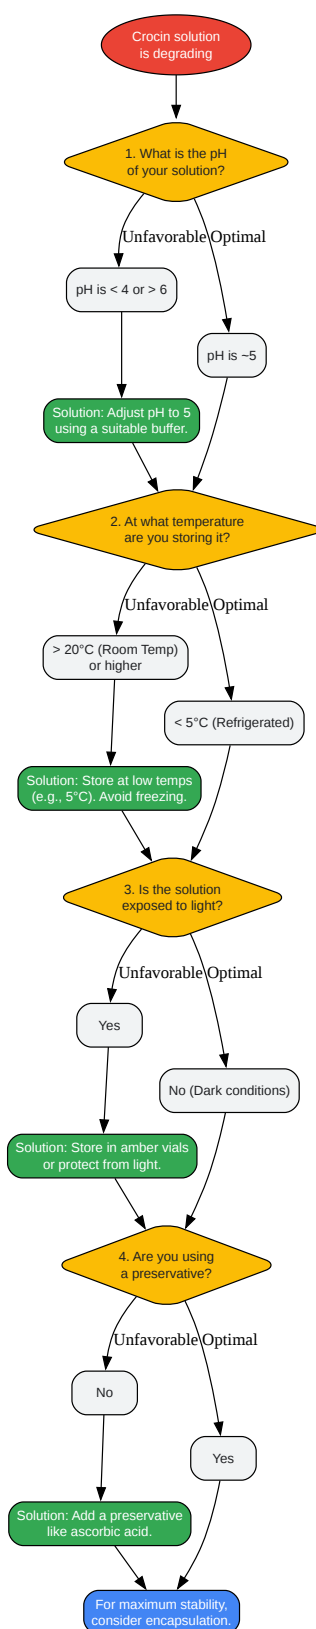 Crocin solution
is degrading
1. What is the pH
of your solution?
Unfavorable Optimal
pH is < 4 or > 6
pH is ~5
Solution: Adjust pH to 5
using a suitable buffer.
2. At what temperature
are you storing it?
Unfavorable Optimal
> 20°C (Room Temp)
or higher
< 5°C (Refrigerated)
Solution: Store at low temps
(e.g., 5°C). Avoid freezing.
3. Is the solution
exposed to light?
Unfavorable Optimal
Yes
No (Dark conditions)
Solution: Store in amber vials
or protect from light.
4. Are you using
a preservative?
Unfavorable Optimal
No
Yes
Solution: Add a preservative
like ascorbic acid.
For maximum stability,
consider encapsulation.